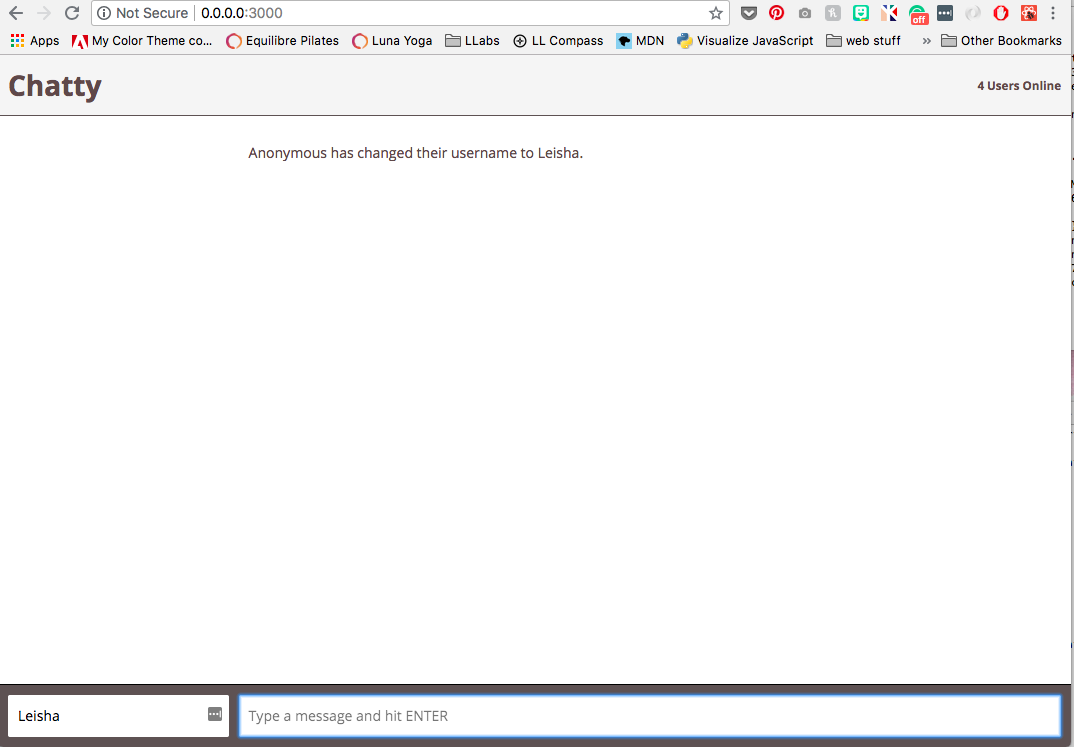 Not Secure 0.0.0.0:3000
off
Apps My Color Theme co... Equilibre Pilates Luna Yoga LLabs LL Compass MDN Visualize JavaScript web stuff » Other Bookmarks
Chatty 4 Users Online
Anonymous has changed their username to Leisha.
Leisha Type a message and hit ENTER